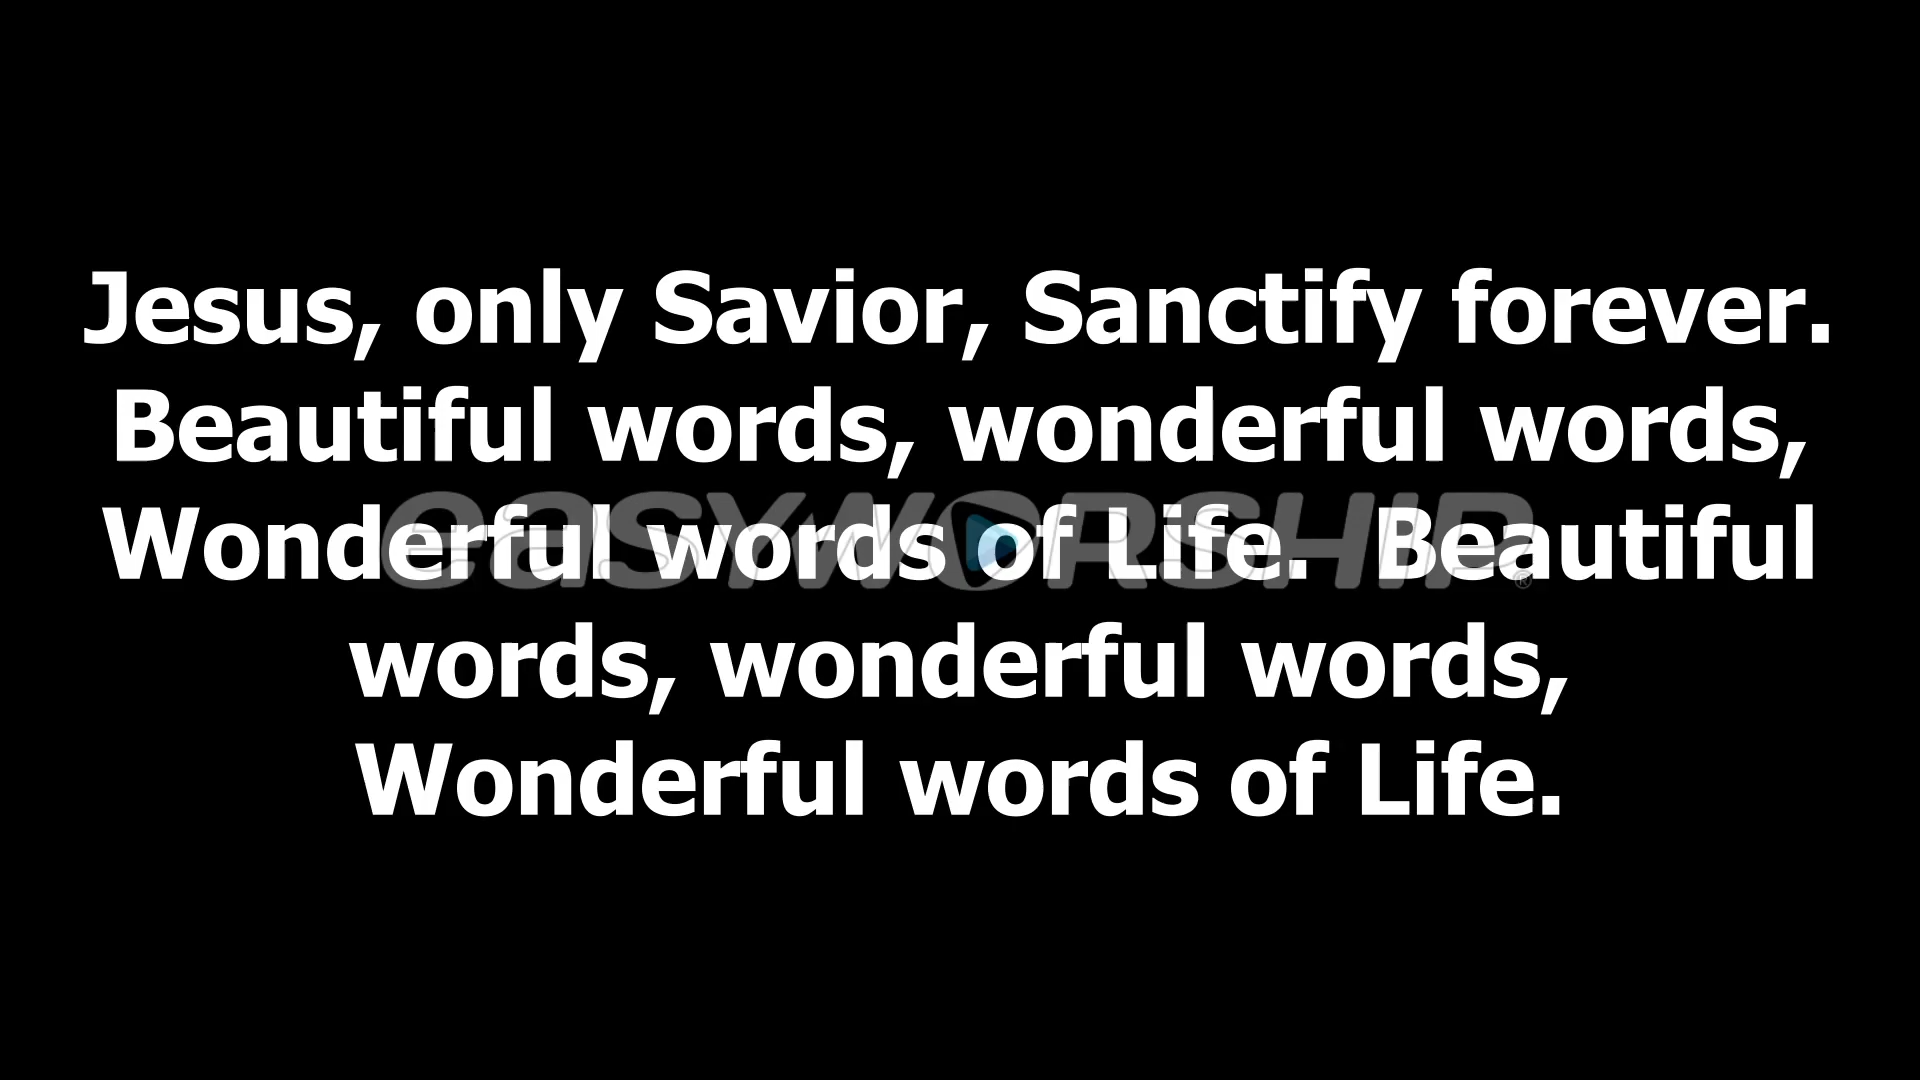 Jesus, only Savior, Sanctify forever.
Beautiful words, wonderful words,
Wonderful words of Life.  Beautiful
easyworship®
words, wonderful words,
Wonderful words of Life.